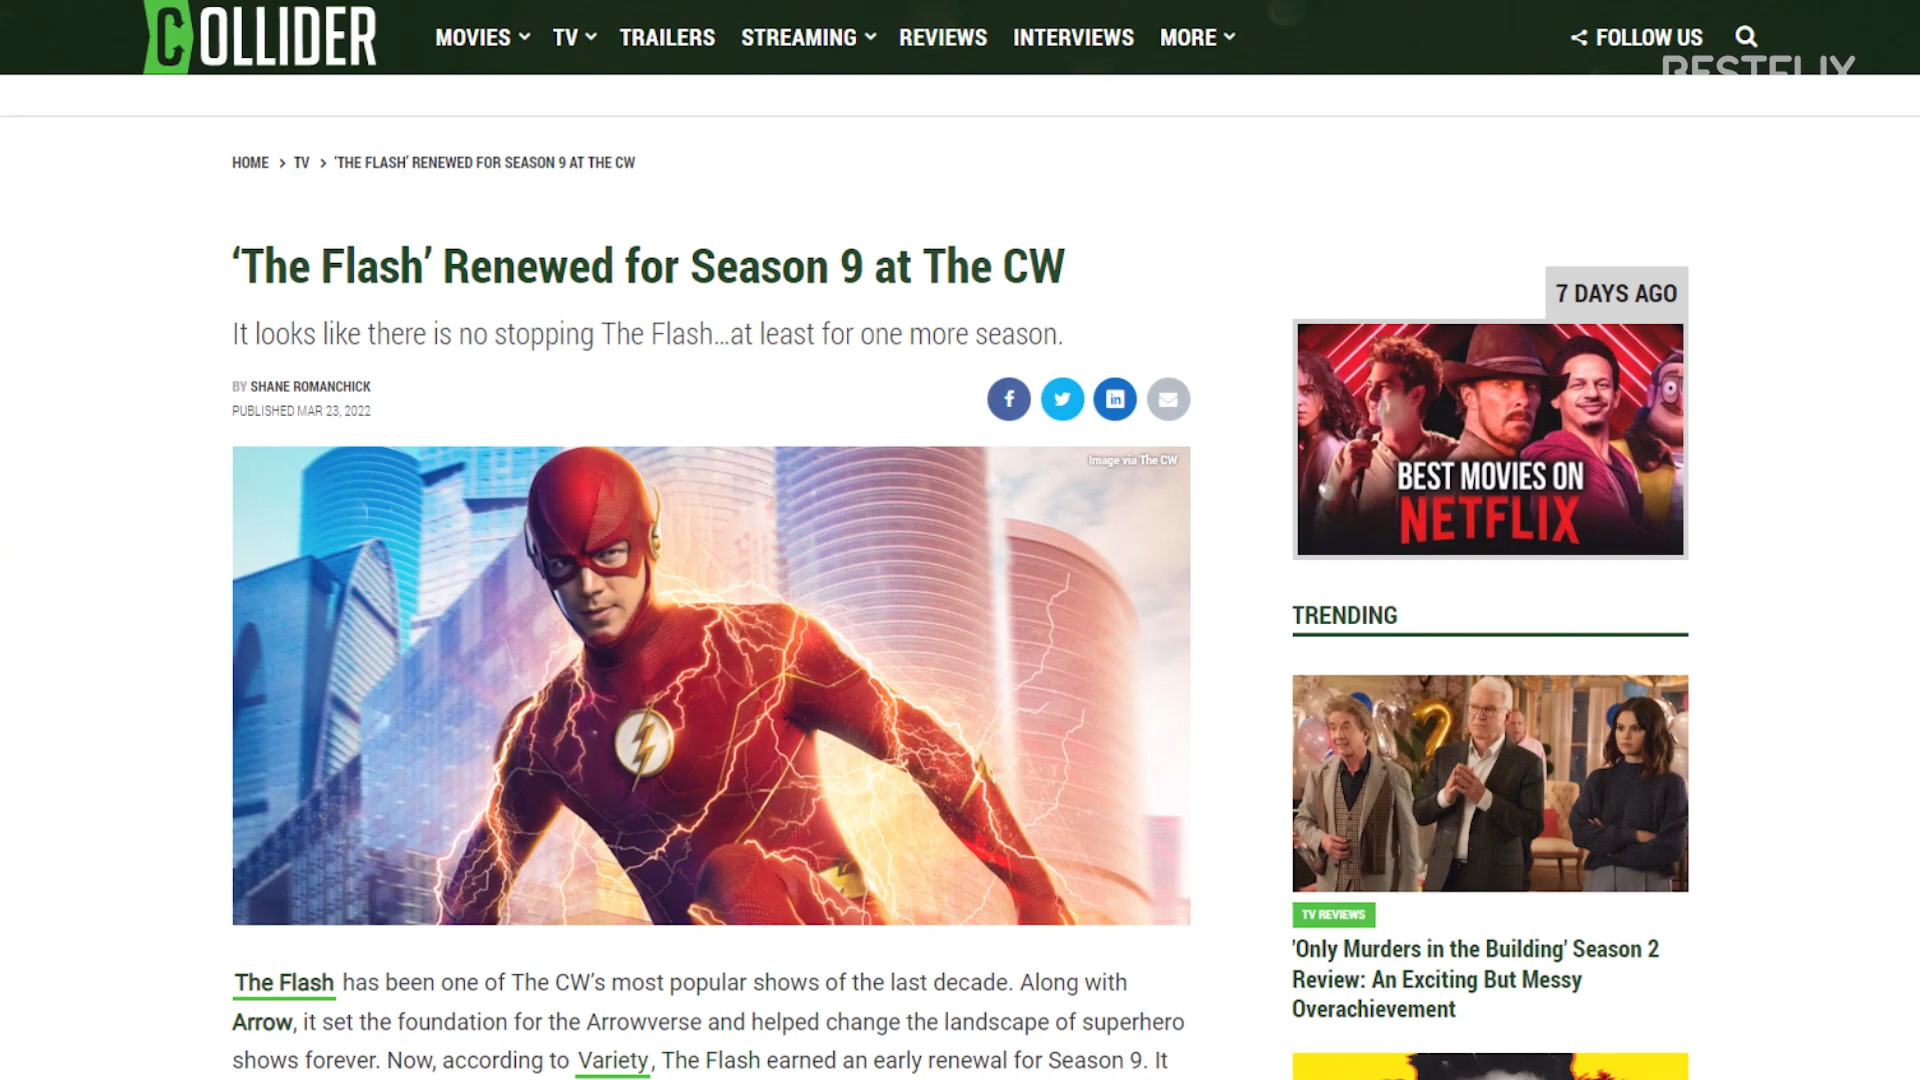 COLLIDER
MOVIES TV TRAILERS STREAMING REVIEWS INTERVIEWS MORE FOLLOW US
BESTFLIX
HOME > TV > ‘THE FLASH’ RENEWED FOR SEASON 9 AT THE CW
‘The Flash’ Renewed for Season 9 at The CW
It looks like there is no stopping The Flash...at least for one more season.
BY SHANE ROMANCHICK
PUBLISHED MAR 23, 2022
f in
Image via The CW
The Flash has been one of The CW’s most popular shows of the last decade. Along with
Arrow, it set the foundation for the Arrowverse and helped change the landscape of superhero
shows forever. Now, according to Variety, The Flash earned an early renewal for Season 9. It
7 DAYS AGO
BEST MOVIES ON
NETFLIX
TRENDING
TV REVIEWS
'Only Murders in the Building' Season 2
Review: An Exciting But Messy
Overachievement